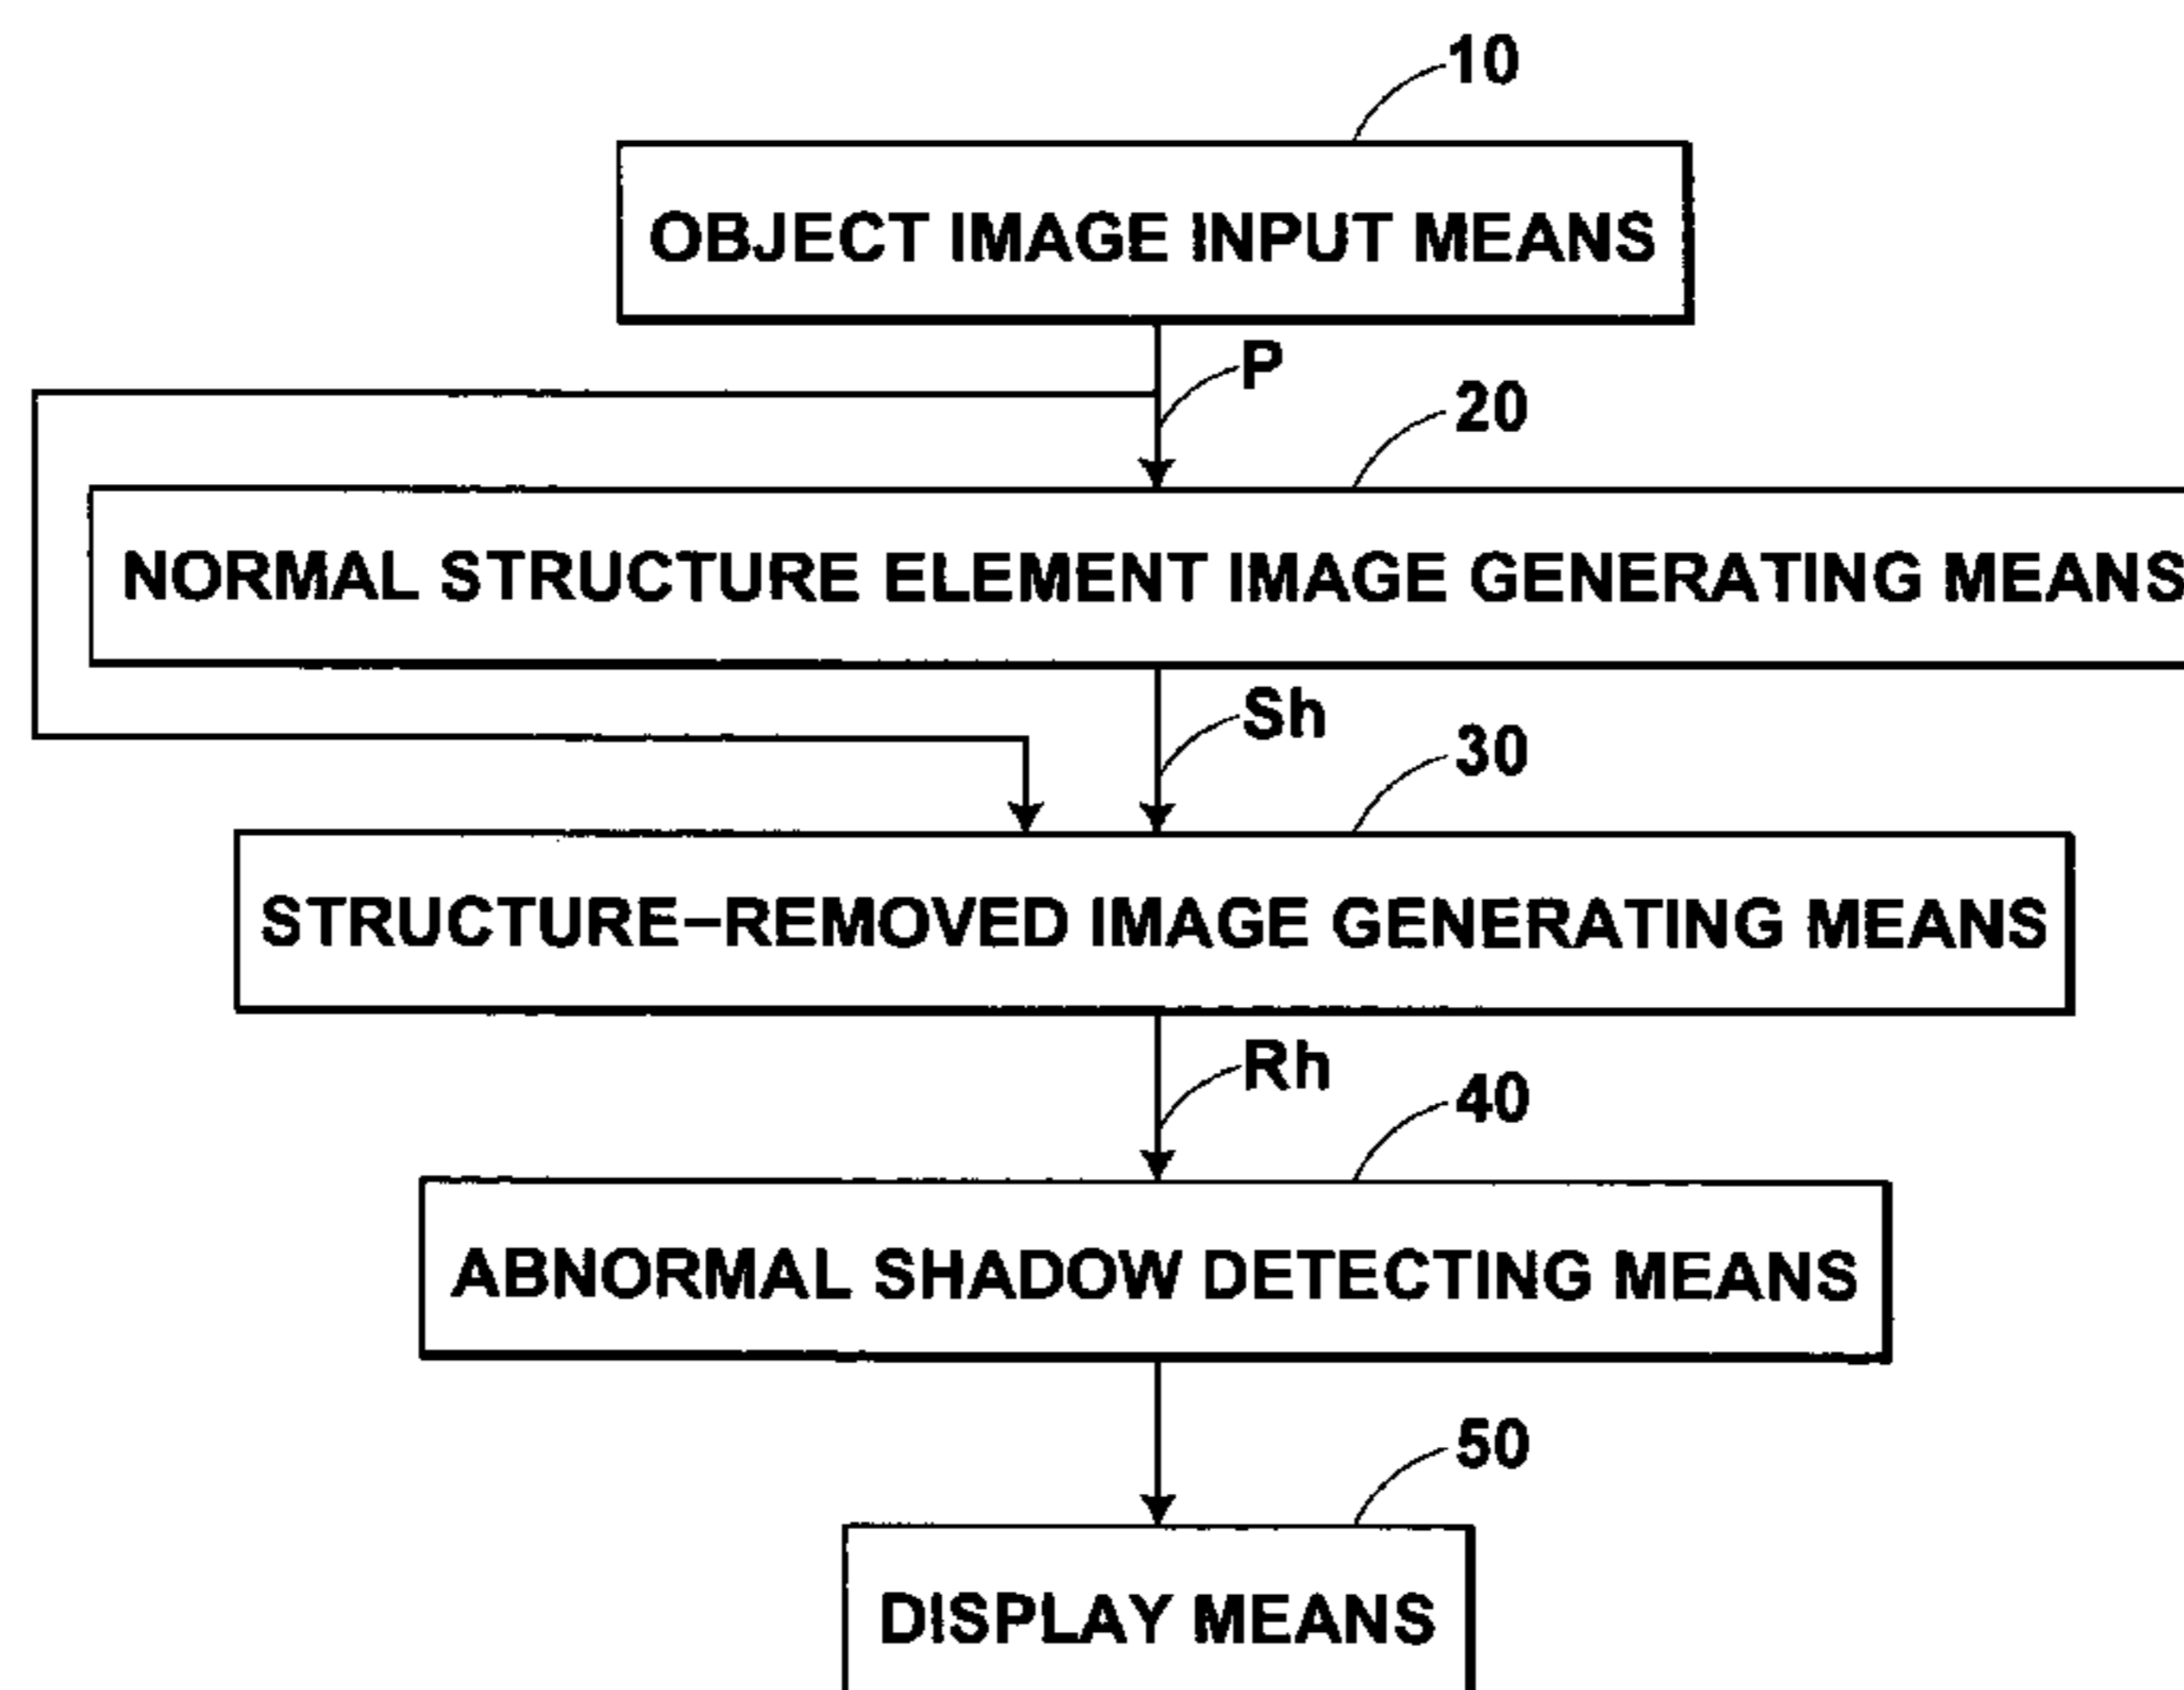 10
OBJECT IMAGE INPUT MEANS
P
20
NORMAL STRUCTURE ELEMENT IMAGE GENERATING MEANS
Sh
30
STRUCTURE-REMOVED IMAGE GENERATING MEANS
Rh
40
ABNORMAL SHADOW DETECTING MEANS
50
DISPLAY MEANS